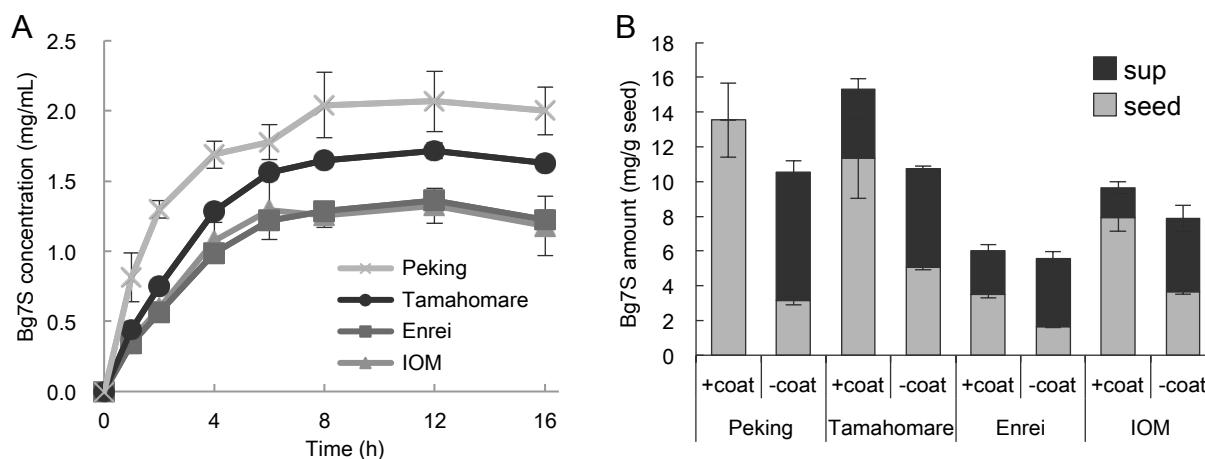 A
Bg7S concentration (mg/mL)
2.5
2.0
1.5
1.0
0.5
0.0
0 4 8 12 16
Time (h)
Peking
Tamahomare
Enrei
IOM
B
Bg7S amount (mg/g seed)
18
16
14
12
10
8
6
4
2
0
sup
seed
+coat -coat +coat -coat +coat -coat +coat -coat
Peking Tamahomare Enrei IOM